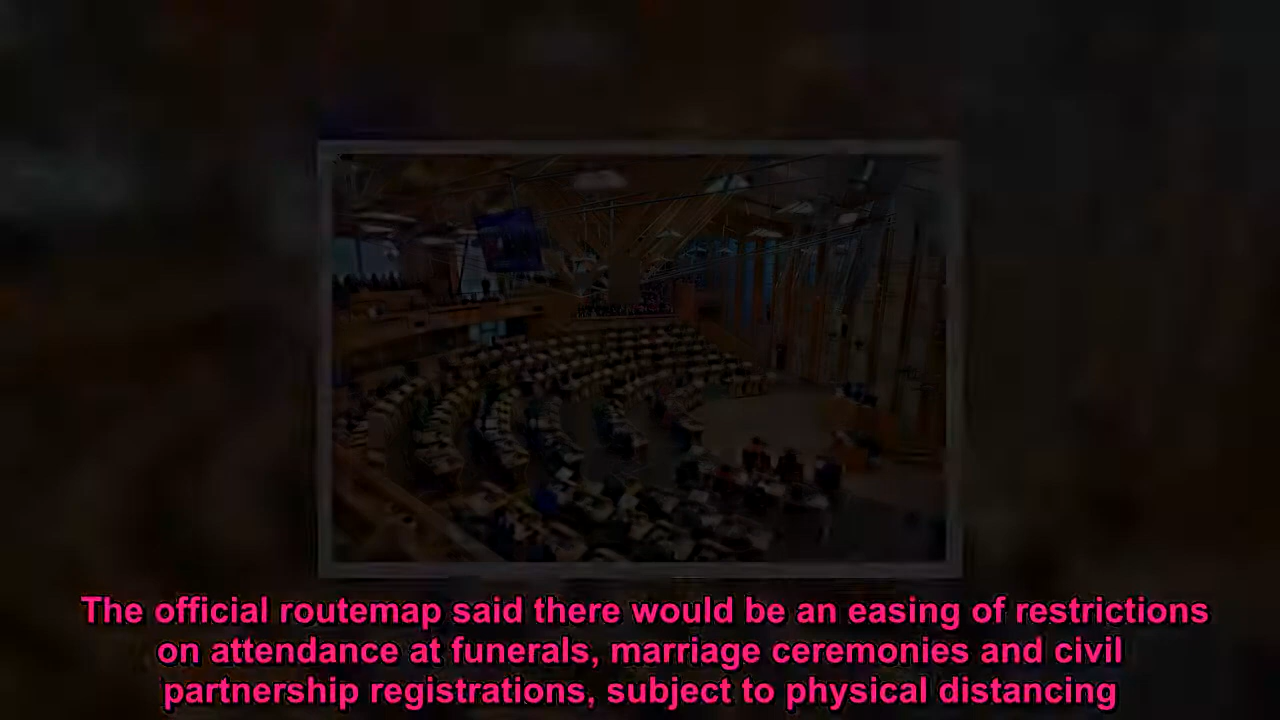 The official routemap said there would be an easing of restrictions
on attendance at funerals, marriage ceremonies and civil
partnership registrations, subject to physical distancing